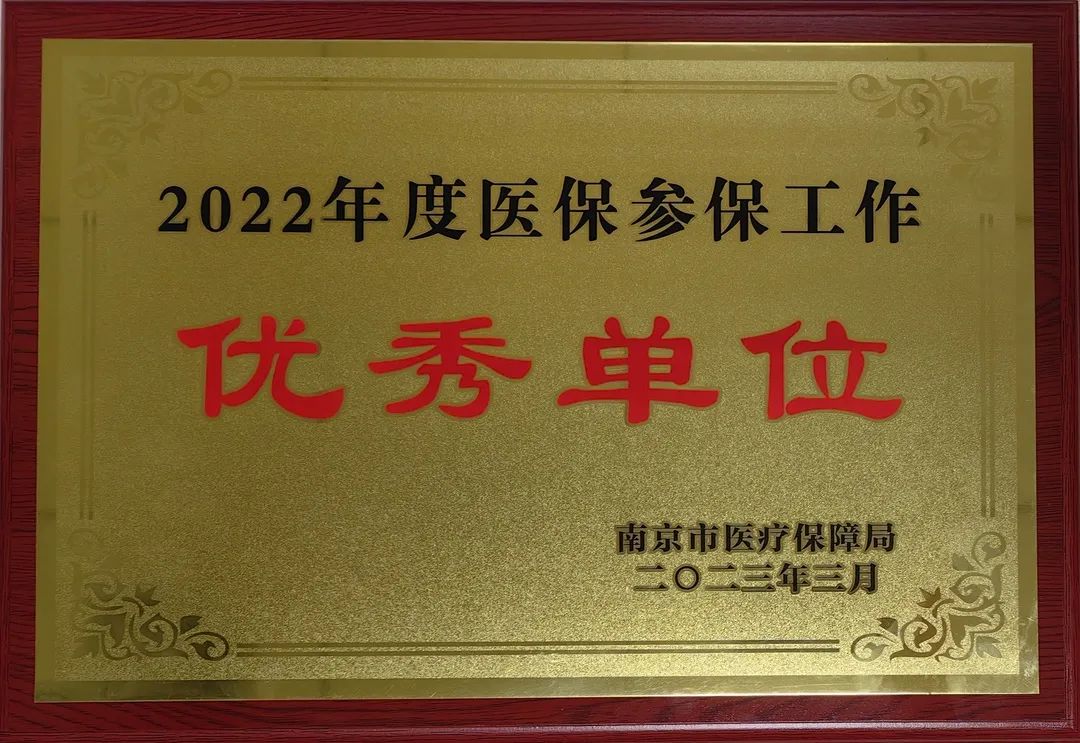 2022年度医保参保工作
优秀单位
南京市医疗保障局
二〇二三年三月